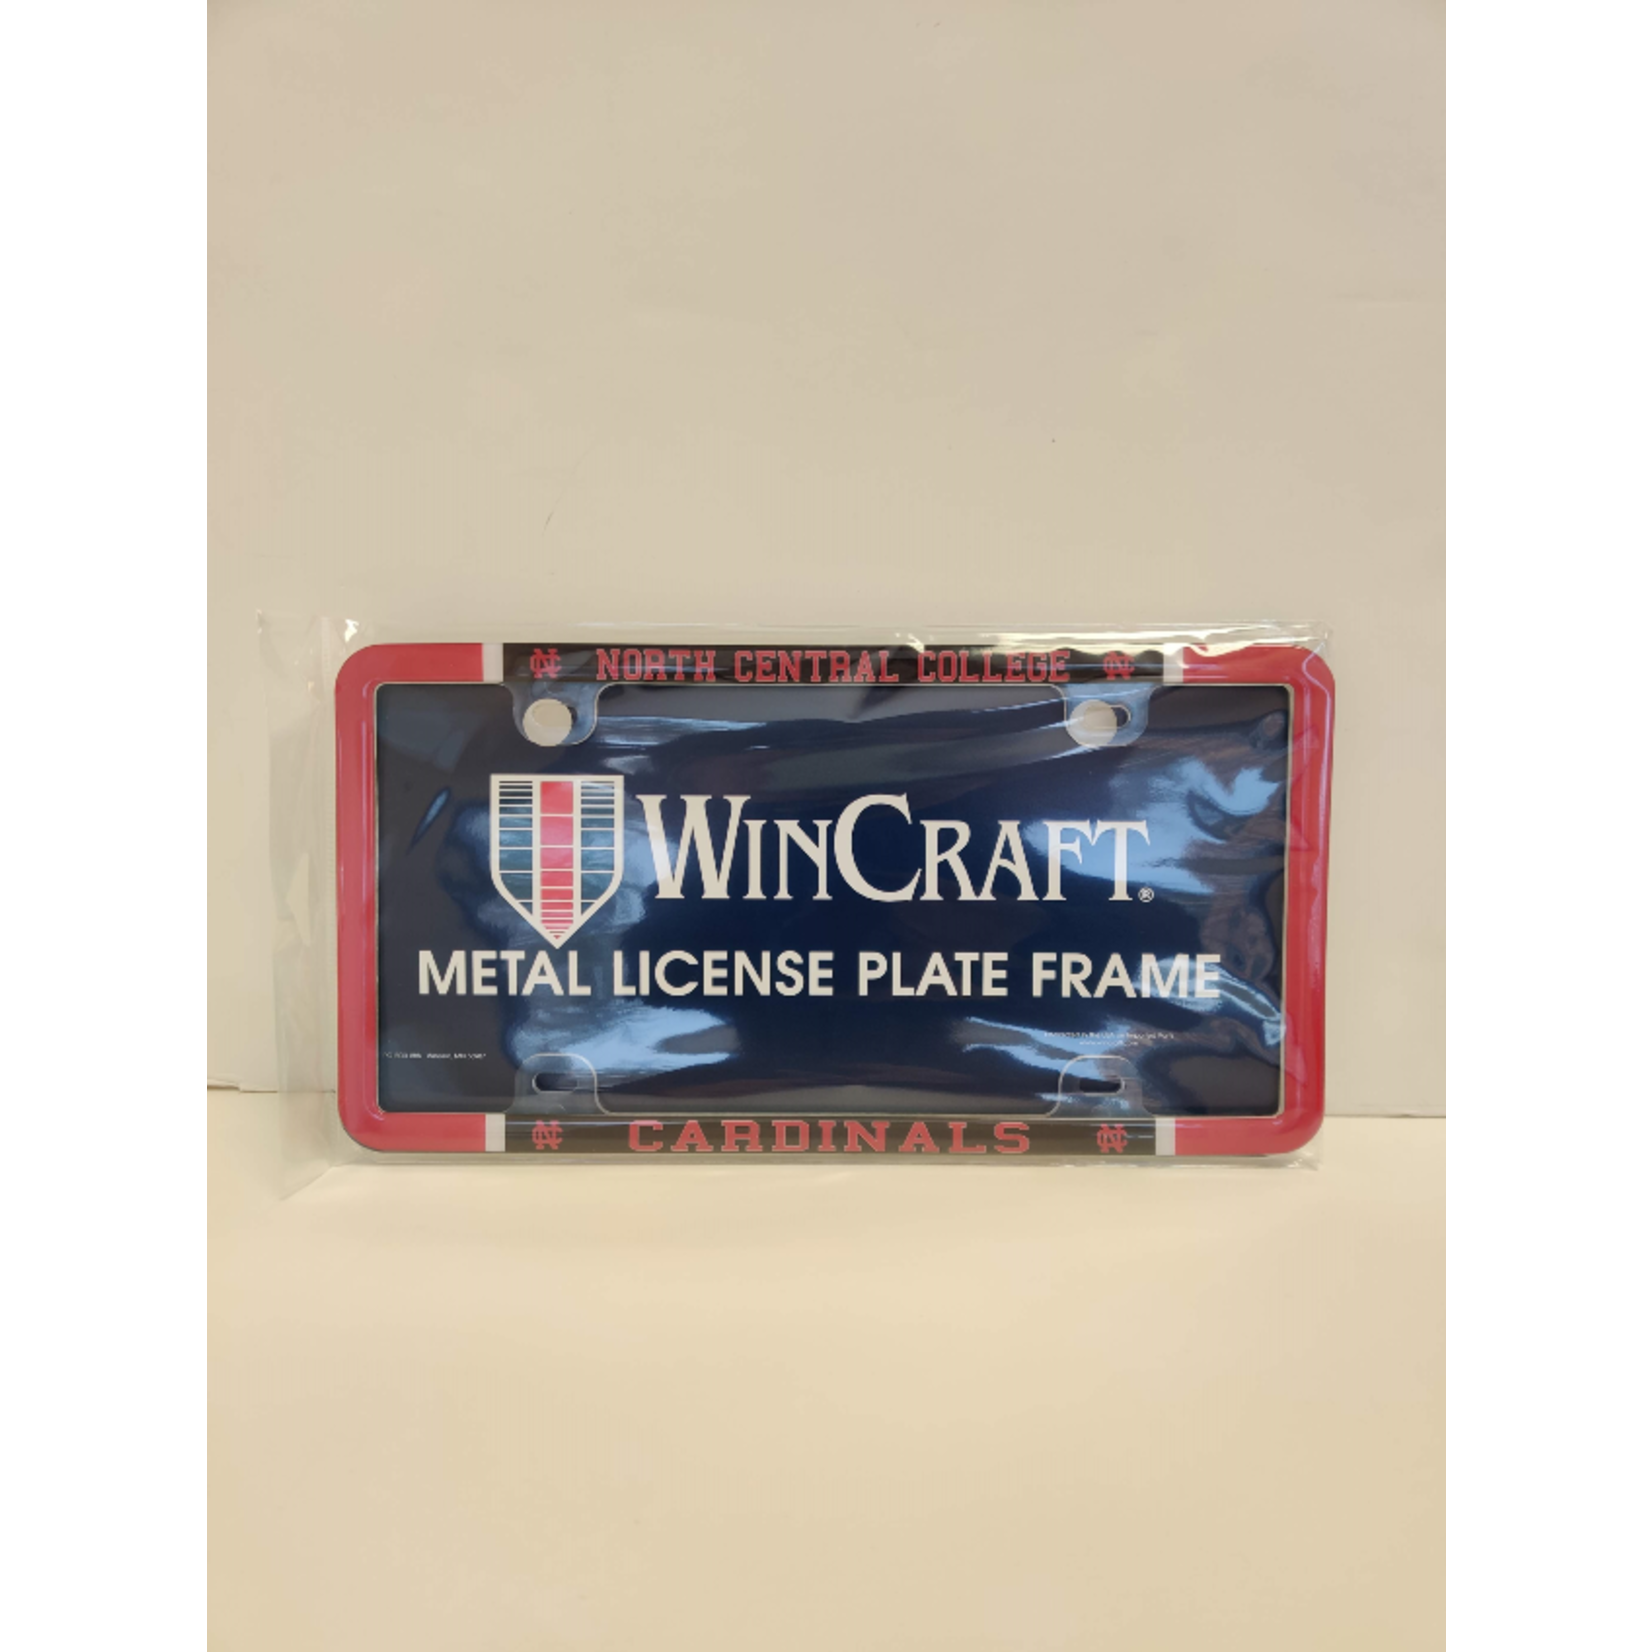 NORTH CENTRAL COLLEGE
WINCRAFT®
METAL LICENSE PLATE FRAME
CARDINALS